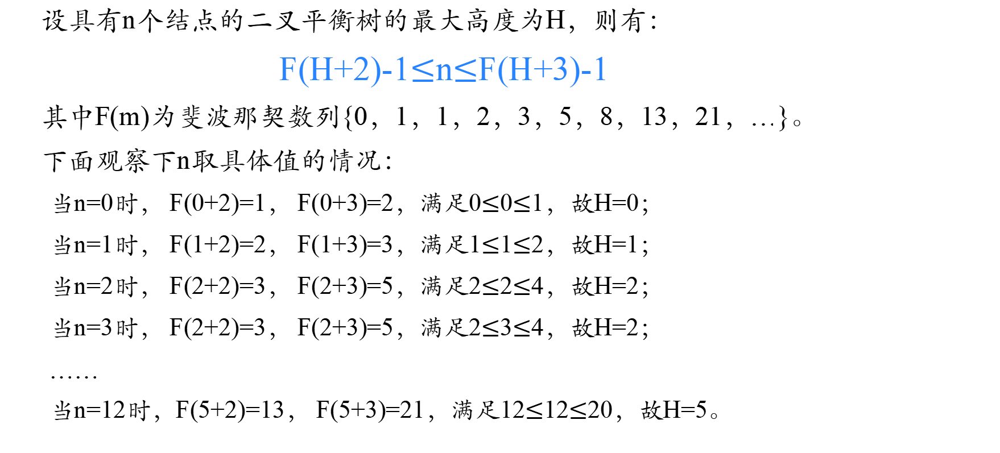 设具有n个结点的二叉平衡树的最大高度为H，则有：
F(H+2)-1≤n≤F(H+3)-1
其中F(m)为斐波那契数列{0，1，1，2，3，5，8，13，21，…}。
下面观察下n取具体值的情况：
当n=0时， F(0+2)=1， F(0+3)=2，满足0≤0≤1，故H=0；
当n=1时， F(1+2)=2， F(1+3)=3，满足1≤1≤2，故H=1；
当n=2时， F(2+2)=3， F(2+3)=5，满足2≤2≤4，故H=2；
当n=3时， F(2+2)=3， F(2+3)=5，满足2≤3≤4，故H=2；
……
当n=12时，F(5+2)=13， F(5+3)=21，满足12≤12≤20，故H=5。